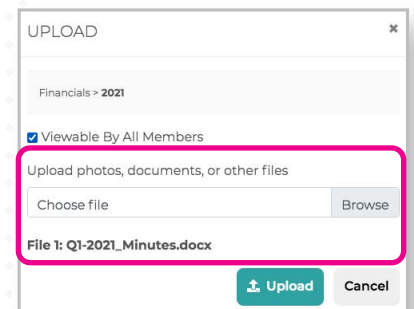 UPLOAD
Financials > 2021
Viewable By All Members
Upload photos, documents, or other files
Choose file Browse
File 1: Q1-2021_Minutes.docx
Upload Cancel